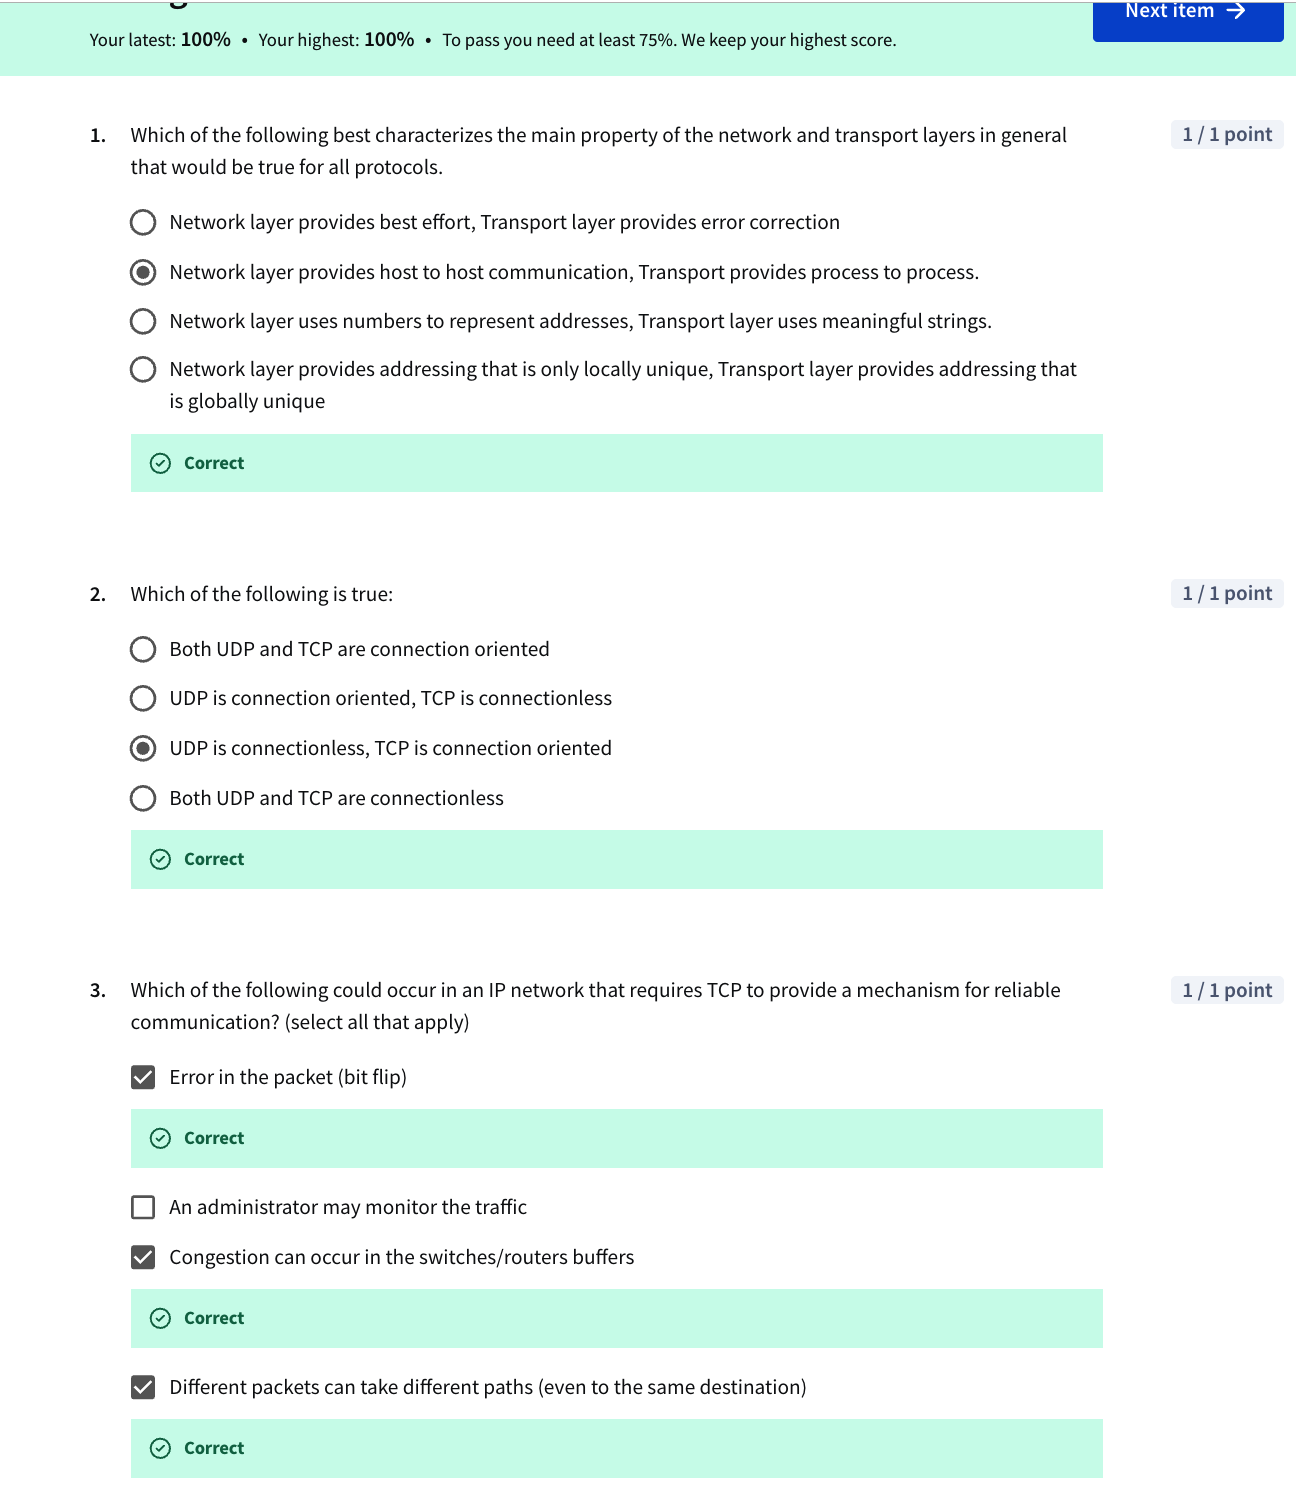 Next item →
Your latest: 100% • Your highest: 100% • To pass you need at least 75%. We keep your highest score.
1. Which of the following best characterizes the main property of the network and transport layers in general
that would be true for all protocols.
1 / 1 point
Network layer provides best effort, Transport layer provides error correction
Network layer provides host to host communication, Transport provides process to process.
Network layer uses numbers to represent addresses, Transport layer uses meaningful strings.
Network layer provides addressing that is only locally unique, Transport layer provides addressing that
is globally unique
Correct
2. Which of the following is true:
1 / 1 point
Both UDP and TCP are connection oriented
UDP is connection oriented, TCP is connectionless
UDP is connectionless, TCP is connection oriented
Both UDP and TCP are connectionless
Correct
3. Which of the following could occur in an IP network that requires TCP to provide a mechanism for reliable
communication? (select all that apply)
1 / 1 point
Error in the packet (bit flip)
Correct
An administrator may monitor the traffic
Congestion can occur in the switches/routers buffers
Correct
Different packets can take different paths (even to the same destination)
Correct